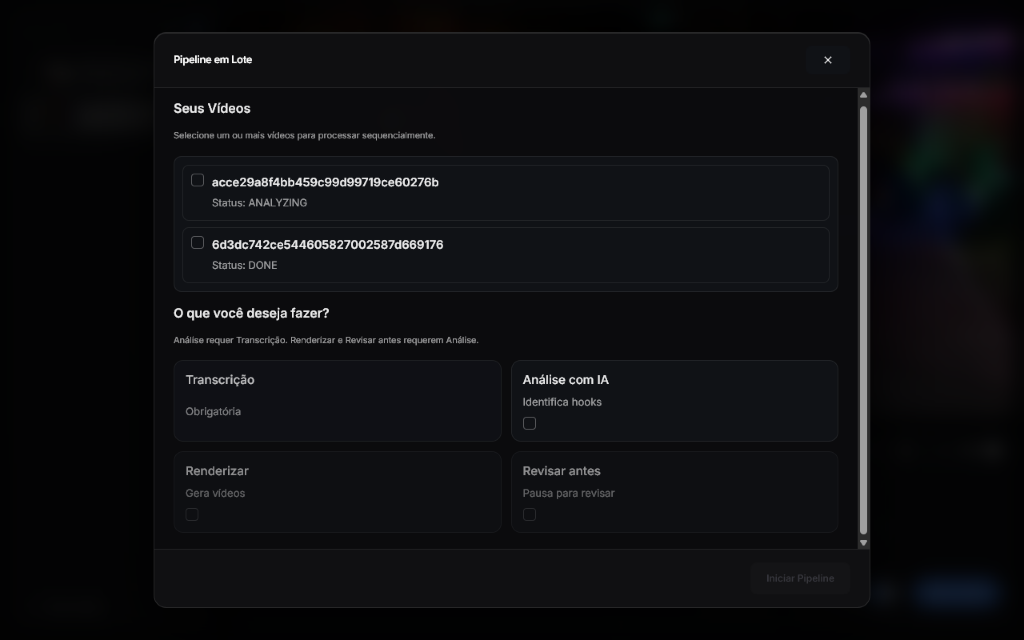 Pipeline em Lote
Seus Vídeos
Selecione um ou mais vídeos para processar sequencialmente.
acce29a8f4bb459c99d99719ce60276b
Status: ANALYZING
6d3dc742ce544605827002587d669176
Status: DONE
O que você deseja fazer?
Análise requer Transcrição. Renderizar e Revisar antes requerem Análise.
Transcrição
Obrigatória
Análise com IA
Identifica hooks
Renderizar
Gera vídeos
Revisar antes
Pausa para revisar
Iniciar Pipeline